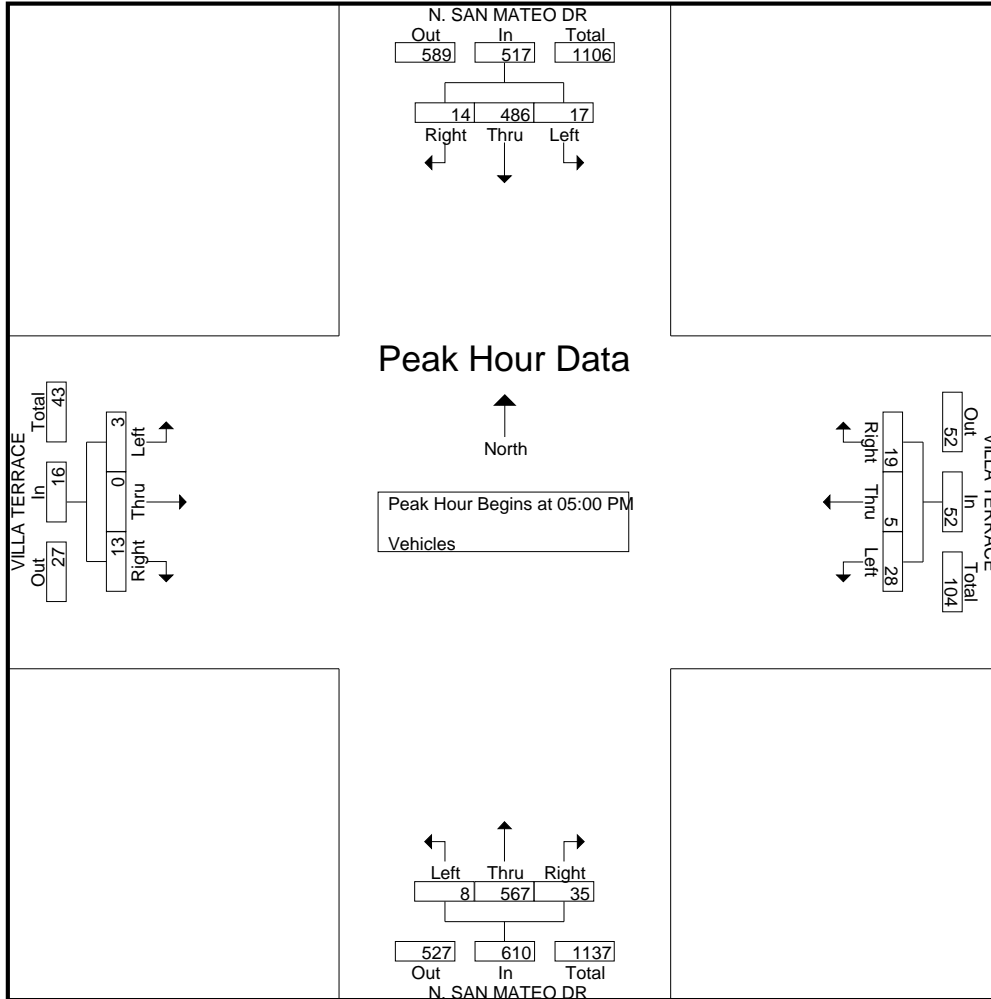 N. SAN MATEO DR
Out In Total
589 517 1106
14 486 17
Right Thru Left
Peak Hour Data
North
Peak Hour Begins at 05:00 PM
Vehicles
VILLA TERRACE
Total In Out
43 16 27
3 0 13
Left Thru Right
VILLA TERRACE
Out In Total
52 52 104
19 5 28
Right Thru Left
Left Thru Right
8 567 35
527 610 1137
Out In Total
N. SAN MATEO DR